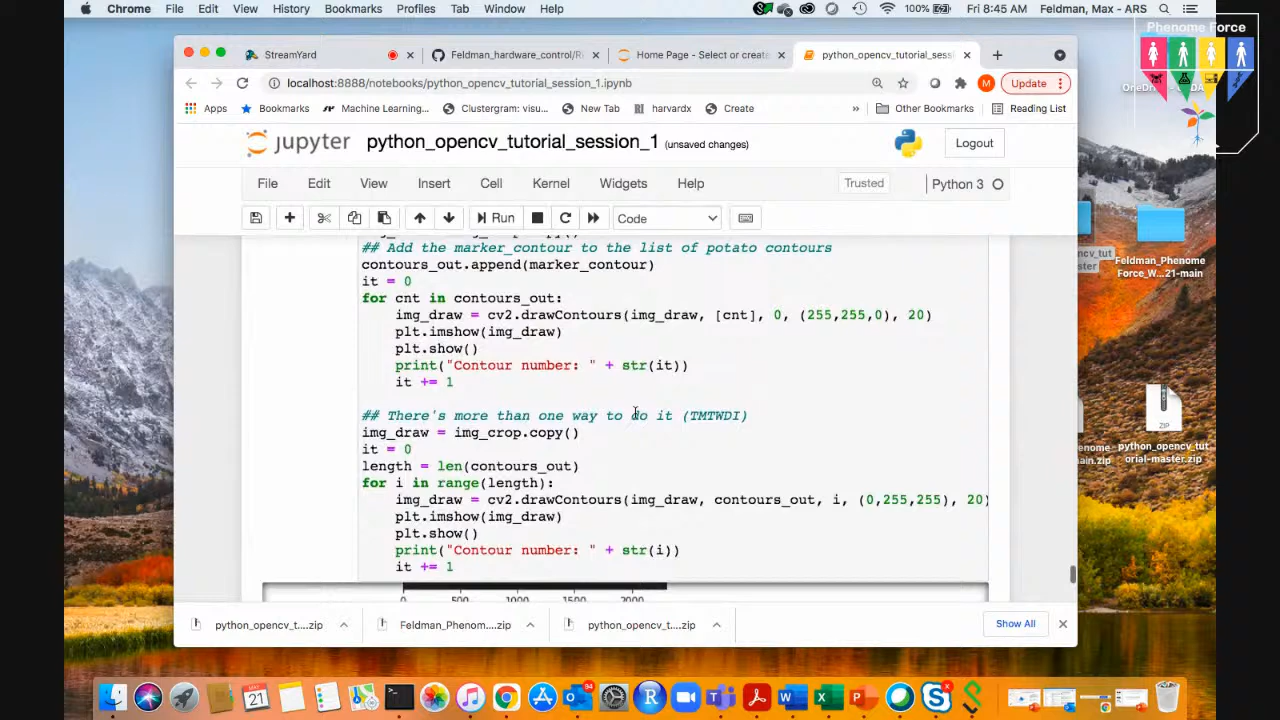 Chrome File Edit View History Bookmarks Profiles Tab Window Help
100% Fri 8:45 AM Feldman, Max - ARS
Phenome Force
StreamYard
Feldman_hardware_control/R
Home Page - Select or create
python_opencv_tutorial_sessi
localhost:8888/notebooks/python_opencv_tutorial_session_1.ipynb
Update
Apps Bookmarks Machine Learning... Clustergram: visu... New Tab harvardx Create » Other Bookmarks Reading List
jupyter python_opencv_tutorial_session_1 (unsaved changes)
Logout
File Edit View Insert Cell Kernel Widgets Help
Trusted Python 3
Run Code
## Add the marker_contour to the list of potato contours
contours_out.append(marker_contour)
it = 0
for cnt in contours_out:
img_draw = cv2.drawContours(img_draw, [cnt], 0, (255,255,0), 20)
plt.imshow(img_draw)
plt.show()
print("Contour number: " + str(it))
it += 1
## There's more than one way to do it (TMTWDI)
img_draw = img_crop.copy()
it = 0
length = len(contours_out)
for i in range(length):
img_draw = cv2.drawContours(img_draw, contours_out, i, (0,255,255), 20)
plt.imshow(img_draw)
plt.show()
print("Contour number: " + str(i))
it += 1
0 500 1000 1500 2000
python_opencv_t....zip
Feldman_Phenom....zip
python_opencv_t....zip
Show All
Feldman_Phenome
Force_W...21-main
ZIP
python_opencv_tut
orial-master.zip
MAY
21
94